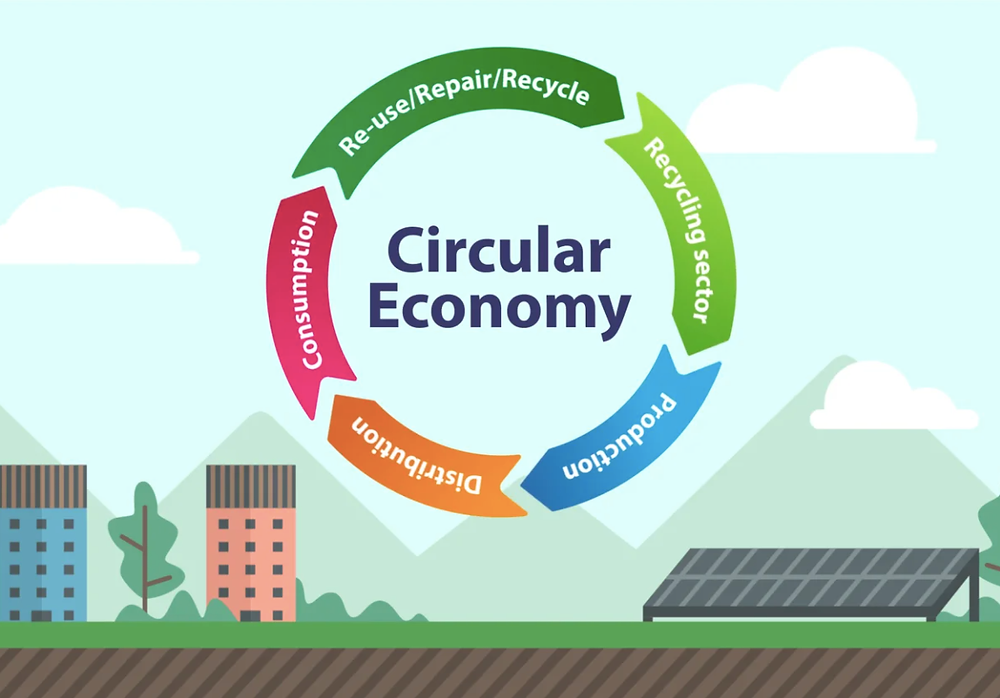 Re-use/Repair/Recycle
Recycling sector
Production
Distribution
Consumption
Circular
Economy